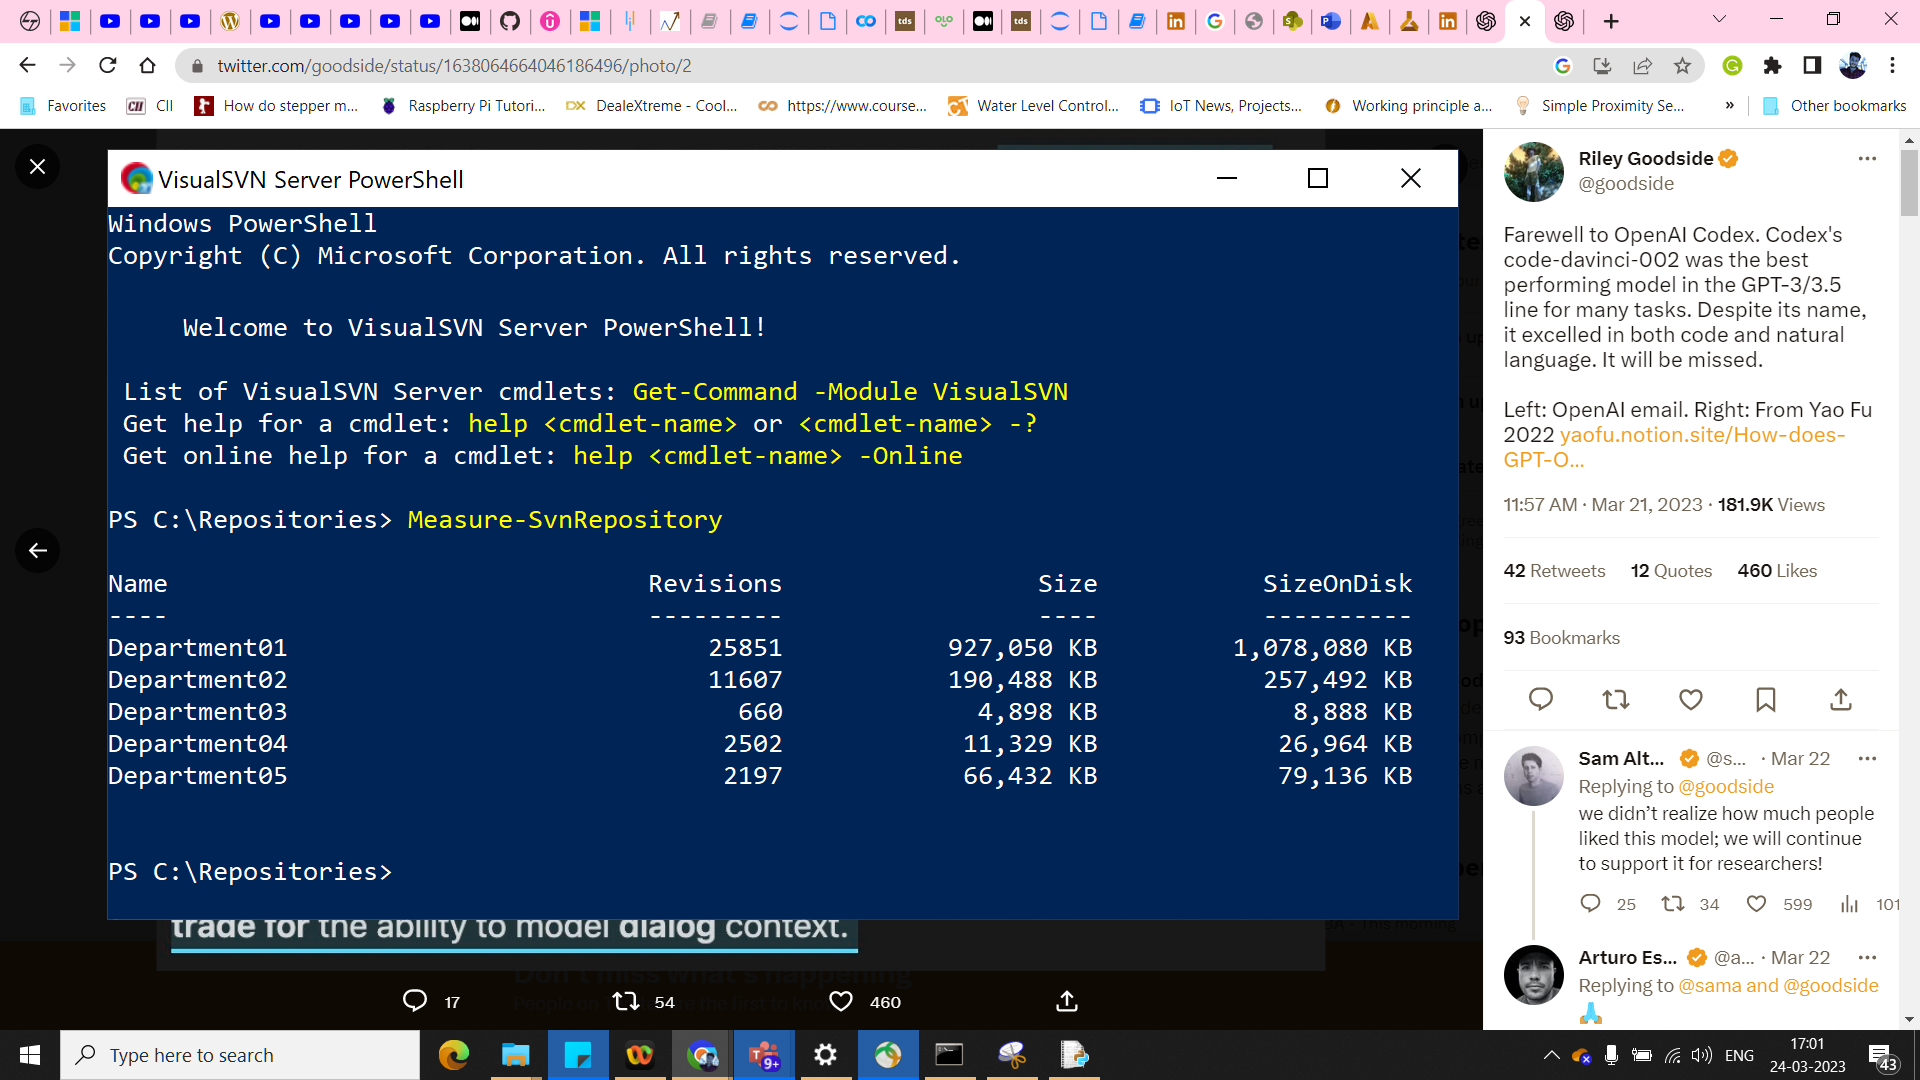 tds
tds
twitter.com/goodside/status/1638064664046186496/photo/2
Favorites
CII
How do stepper m...
Raspberry Pi Tutori...
DX DealeXtreme - Cool...
https://www.course...
Water Level Control...
IoT News, Projects...
Working principle a...
Simple Proximity Se...
»
Other bookmarks
VisualSVN Server PowerShell
Windows PowerShell
Copyright (C) Microsoft Corporation. All rights reserved.
Welcome to VisualSVN Server PowerShell!
List of VisualSVN Server cmdlets: Get-Command -Module VisualSVN
Get help for a cmdlet: help <cmdlet-name> or <cmdlet-name> -?
Get online help for a cmdlet: help <cmdlet-name> -Online
PS C:\Repositories> Measure-SvnRepository
Name Revisions Size SizeOnDisk
---- --------- ---- ----------
Department01 25851 927,050 KB 1,078,080 KB
Department02 11607 190,488 KB 257,492 KB
Department03 660 4,898 KB 8,888 KB
Department04 2502 11,329 KB 26,964 KB
Department05 2197 66,432 KB 79,136 KB
PS C:\Repositories>
trade for the ability to model dialog context.
Don't miss what's happening
17 54 460
Riley Goodside
@goodside
Farewell to OpenAI Codex. Codex's
code-davinci-002 was the best
performing model in the GPT-3/3.5
line for many tasks. Despite its name,
it excelled in both code and natural
language. It will be missed.
Left: OpenAI email. Right: From Yao Fu
2022 yaofu.notion.site/How-does-
GPT-O...
11:57 AM · Mar 21, 2023 · 181.9K Views
42 Retweets 12 Quotes 460 Likes
93 Bookmarks
Sam Alt... @s... · Mar 22
Replying to @goodside
we didn’t realize how much people
liked this model; we will continue
to support it for researchers!
25 34 599 101
Arturo Es... @a... · Mar 22
Replying to @sama and @goodside
Type here to search
9+
ENG
17:01
24-03-2023
43